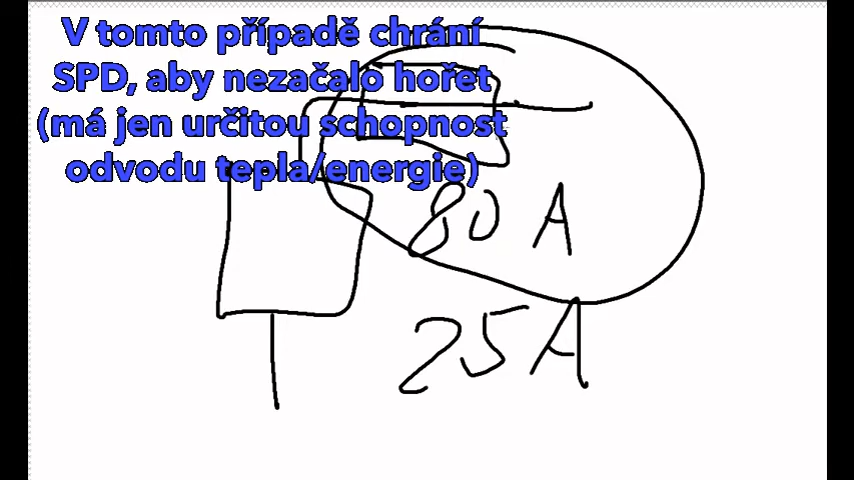 V tomto případě chrání
SPD, aby nezačalo hořet
(má jen určitou schopnost
odvodu tepla/energie)
80 A
25A